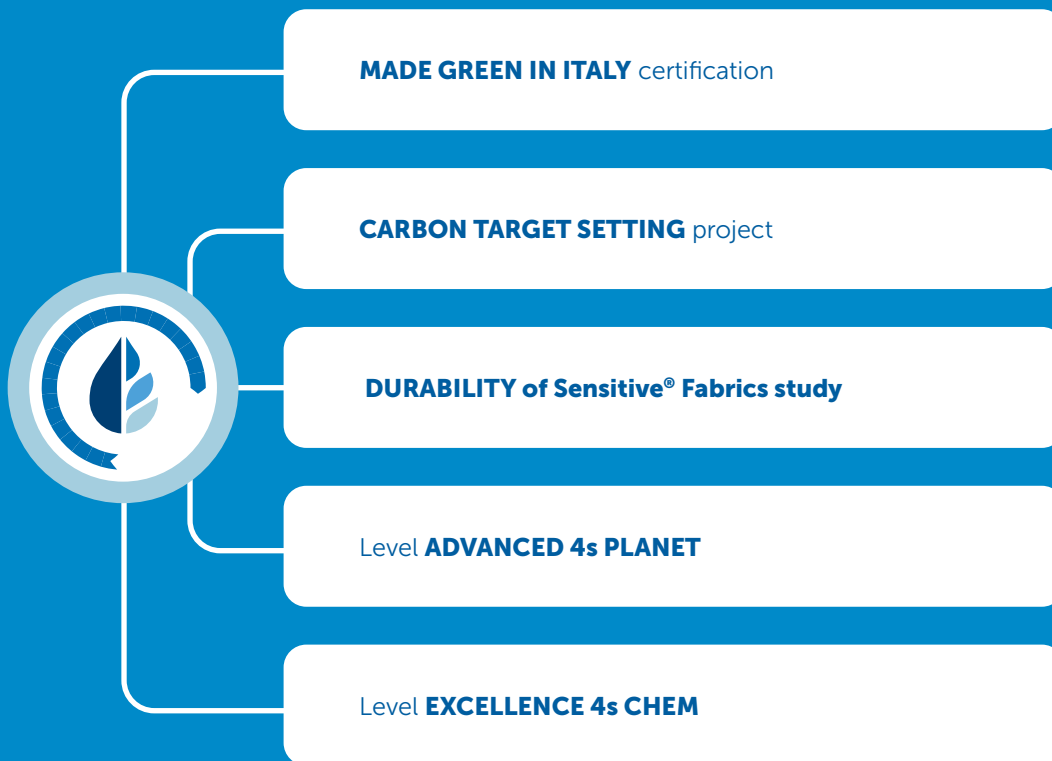 MADE GREEN IN ITALY certification
CARBON TARGET SETTING project
DURABILITY of Sensitive® Fabrics study
Level ADVANCED 4s PLANET
Level EXCELLENCE 4s CHEM